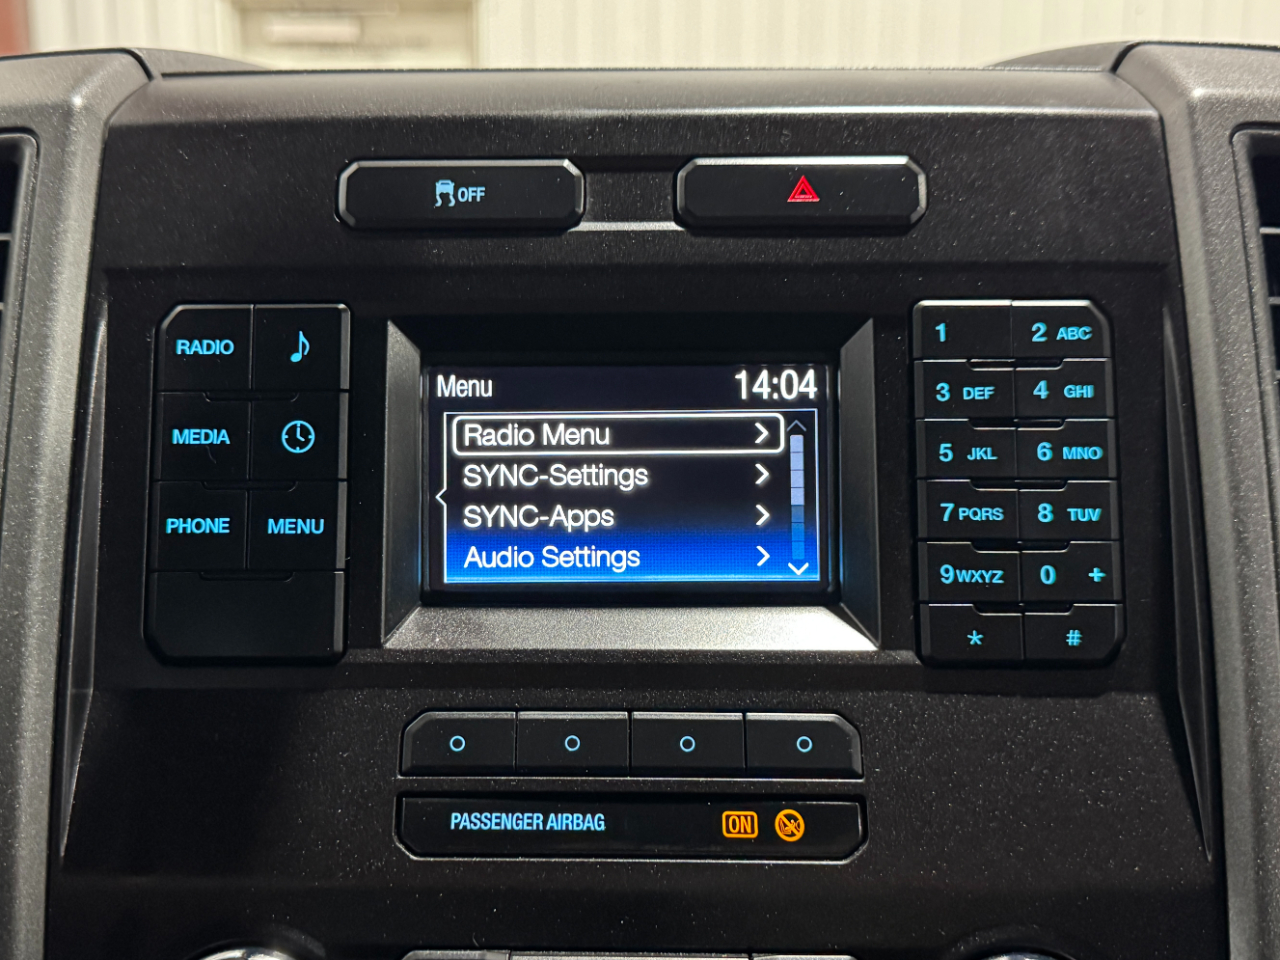 OFF
RADIO
MEDIA
PHONE MENU
Menu 14:04
Radio Menu
SYNC-Settings
SYNC-Apps
Audio Settings
1 2 ABC
3 DEF 4 GHI
5 JKL 6 MNO
7 PQRS 8 TUV
9 WXYZ 0 +
* #
PASSENGER AIRBAG ON